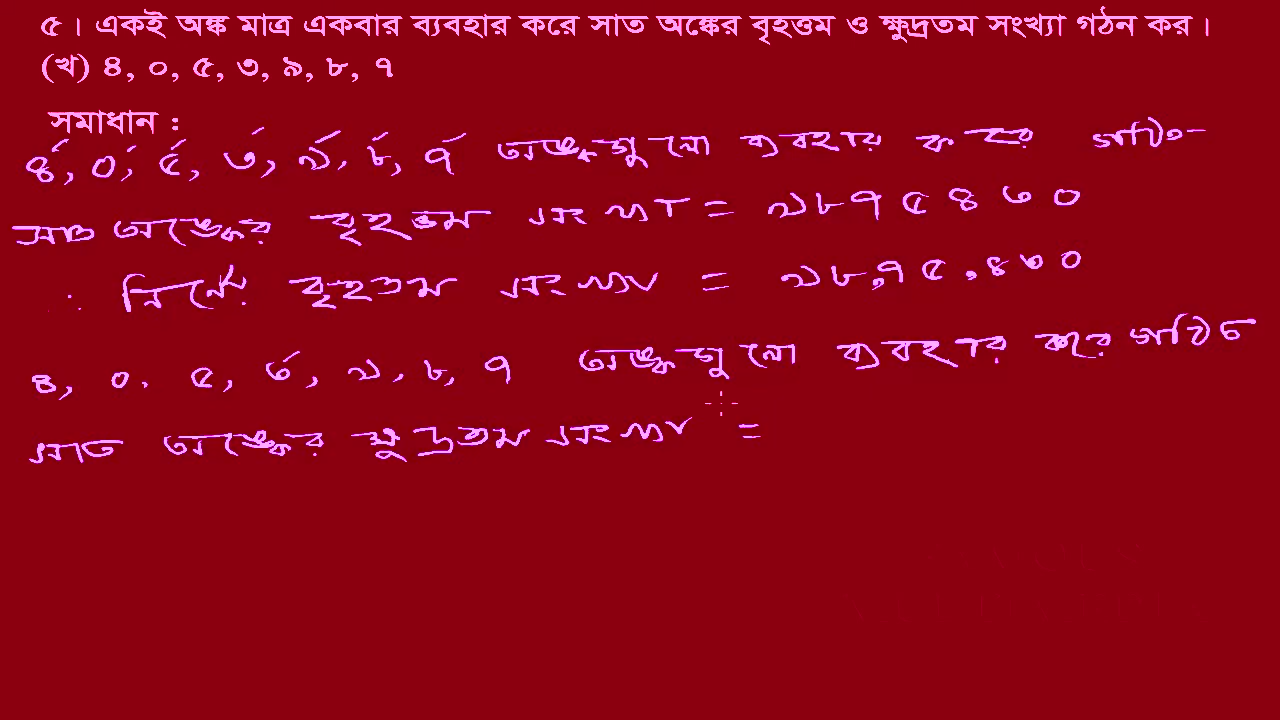 ৫। একই অঙ্ক মাত্র একবার ব্যবহার করে সাত অঙ্কের বৃহত্তম ও ক্ষুদ্রতম সংখ্যা গঠন কর।
(খ) ৪, ০, ৫, ৩, ৯, ৮, ৭
সমাধান :
৪, ০, ৫, ৩, ৯, ৮, ৭ অঙ্কগুলো ব্যবহার করে গঠিত
সাত অঙ্কের বৃহত্তম সংখ্যা = ৯৮৭৫৪৩০
∴ নির্ণেয় বৃহত্তম সংখ্যা = ৯৮,৭৫,৪৩০
৪, ০, ৫, ৩, ৯, ৮, ৭ অঙ্কগুলো ব্যবহার করে গঠিত
সাত অঙ্কের ক্ষুদ্রতম সংখ্যা =